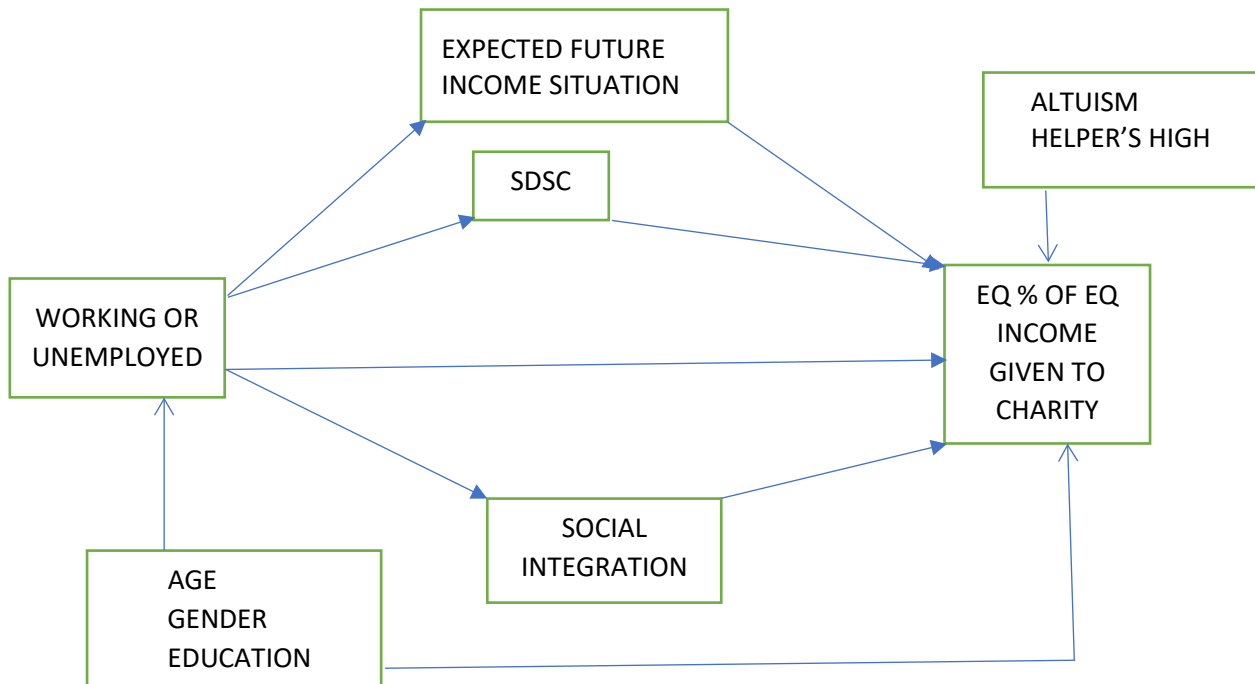 EXPECTED FUTURE
INCOME SITUATION
ALTUISM
HELPER’S HIGH
SDSC
WORKING OR
UNEMPLOYED
EQ % OF EQ
INCOME
GIVEN TO
CHARITY
SOCIAL
INTEGRATION
AGE
GENDER
EDUCATION